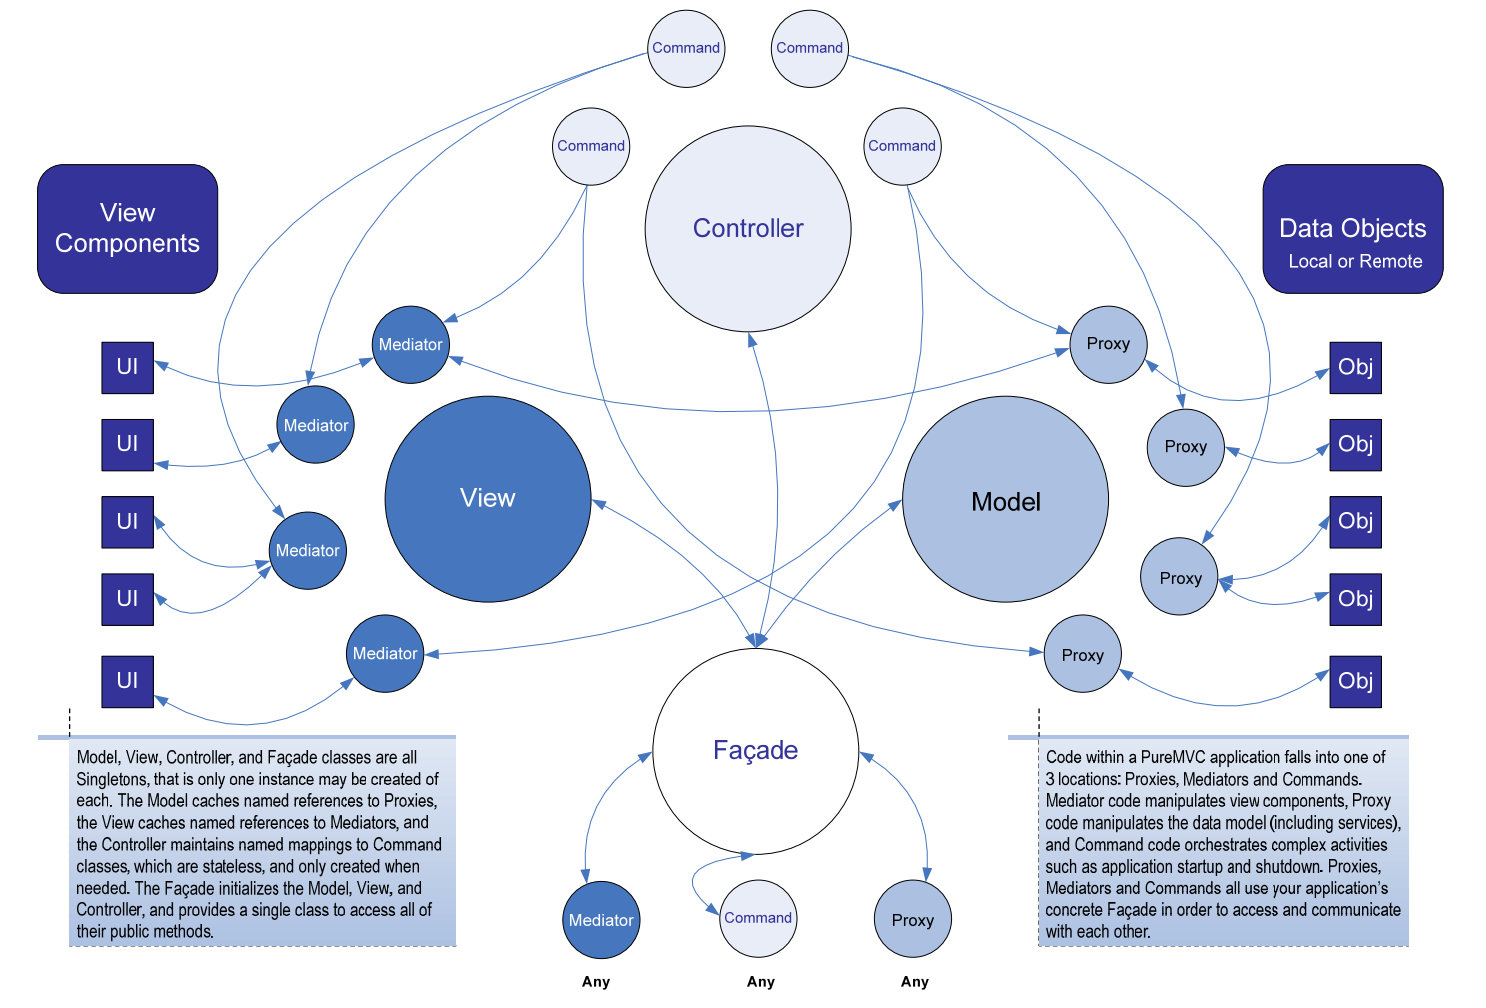 Command
Command
Command
Command
View
Components
Controller
Data Objects
Local or Remote
UI
Mediator
Proxy
Obj
UI
Mediator
Proxy
Obj
View
Model
UI
Mediator
Proxy
Obj
UI
Obj
UI
Mediator
Proxy
Obj
Façade
Model, View, Controller, and Façade classes are all
Singletons, that is only one instance may be created of
each. The Model caches named references to Proxies,
the View caches named references to Mediators, and
the Controller maintains named mappings to Command
classes, which are stateless, and only created when
needed. The Façade initializes the Model, View, and
Controller, and provides a single class to access all of
their public methods.
Code within a PureMVC application falls into one of
3 locations: Proxies, Mediators and Commands.
Mediator code manipulates view components, Proxy
code manipulates the data model (including services),
and Command code orchestrates complex activities
such as application startup and shutdown. Proxies,
Mediators and Commands all use your application's
concrete Façade in order to access and communicate
with each other.
Mediator
Command
Proxy
Any
Any
Any